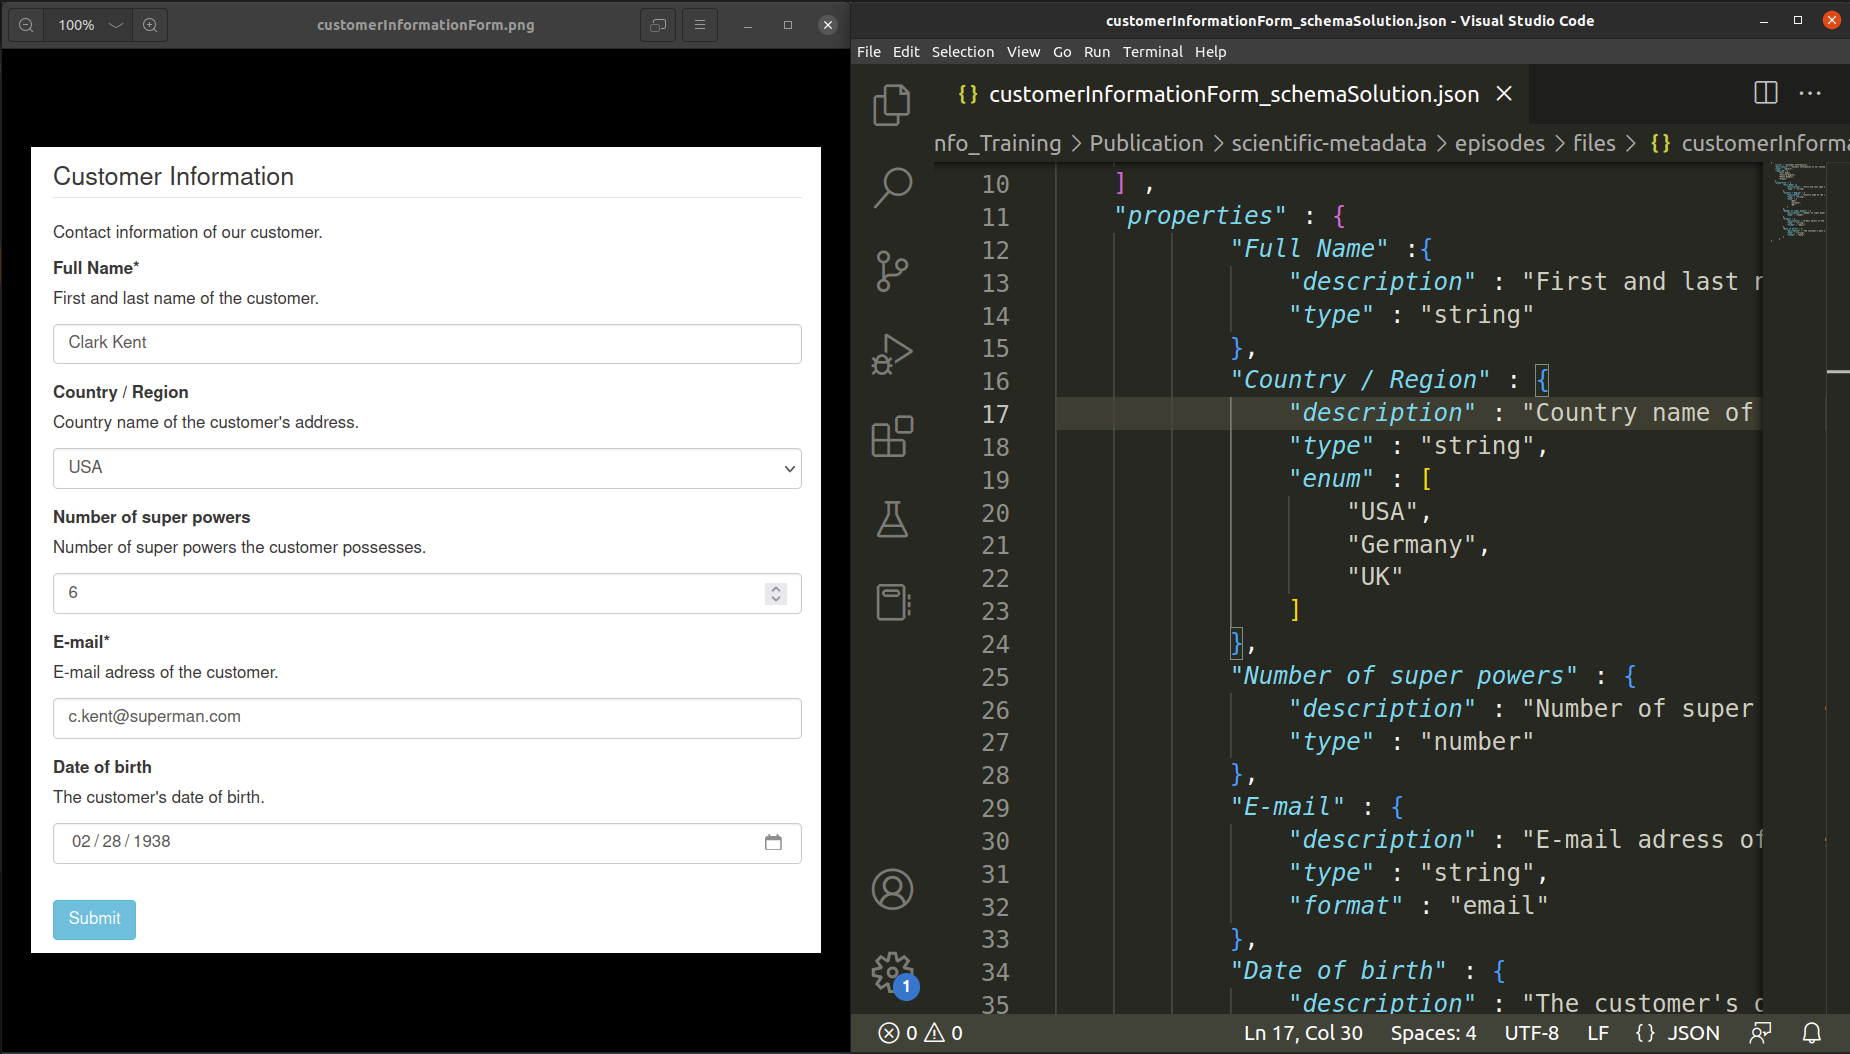 100%
customerInformationForm.png
Customer Information
Contact information of our customer.
Full Name*
First and last name of the customer.
Clark Kent
Country / Region
Country name of the customer's address.
USA
Number of super powers
Number of super powers the customer possesses.
6
E-mail*
E-mail adress of the customer.
c.kent@superman.com
Date of birth
The customer's date of birth.
02 / 28 / 1938
Submit
customerInformationForm_schemaSolution.json - Visual Studio Code
File Edit Selection View Go Run Terminal Help
{} customerInformationForm_schemaSolution.json
nfo_Training > Publication > scientific-metadata > episodes > files > {} customerInforma
10 ] ,
11 "properties" : {
12 "Full Name" :{
13 "description" : "First and last
14 "type" : "string"
15 },
16 "Country / Region" : {
17 "description" : "Country name of
18 "type" : "string",
19 "enum" : [
20 "USA",
21 "Germany",
22 "UK"
23 ]
24 },
25 "Number of super powers" : {
26 "description" : "Number of super
27 "type" : "number"
28 },
29 "E-mail" : {
30 "description" : "E-mail adress of
31 "type" : "string",
32 "format" : "email"
33 },
34 "Date of birth" : {
35 "description" : "The customer's
1
0 0
Ln 17, Col 30 Spaces: 4 UTF-8 LF {} JSON